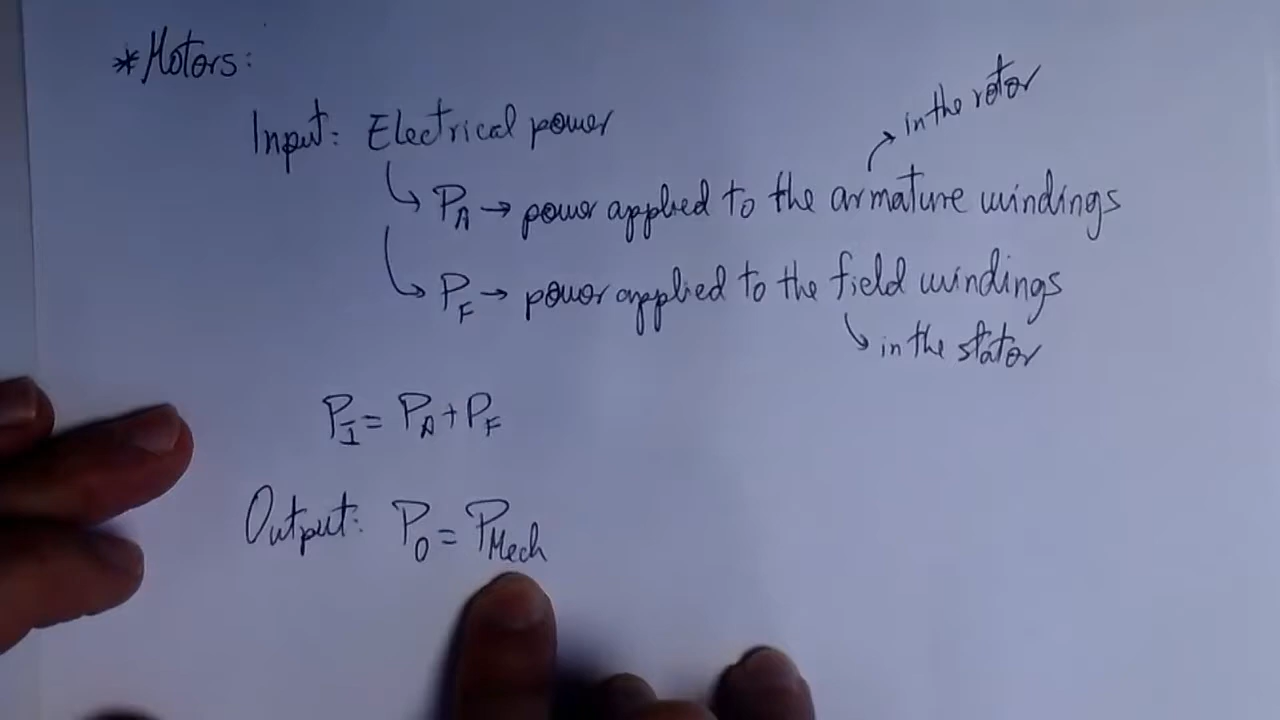 *Motors:
in the rotor
Input: Electrical power
P_A → power applied to the armature windings
P_F → power applied to the field windings
in the stator
P_I = P_A + P_F
Output: P_O = P_Mech